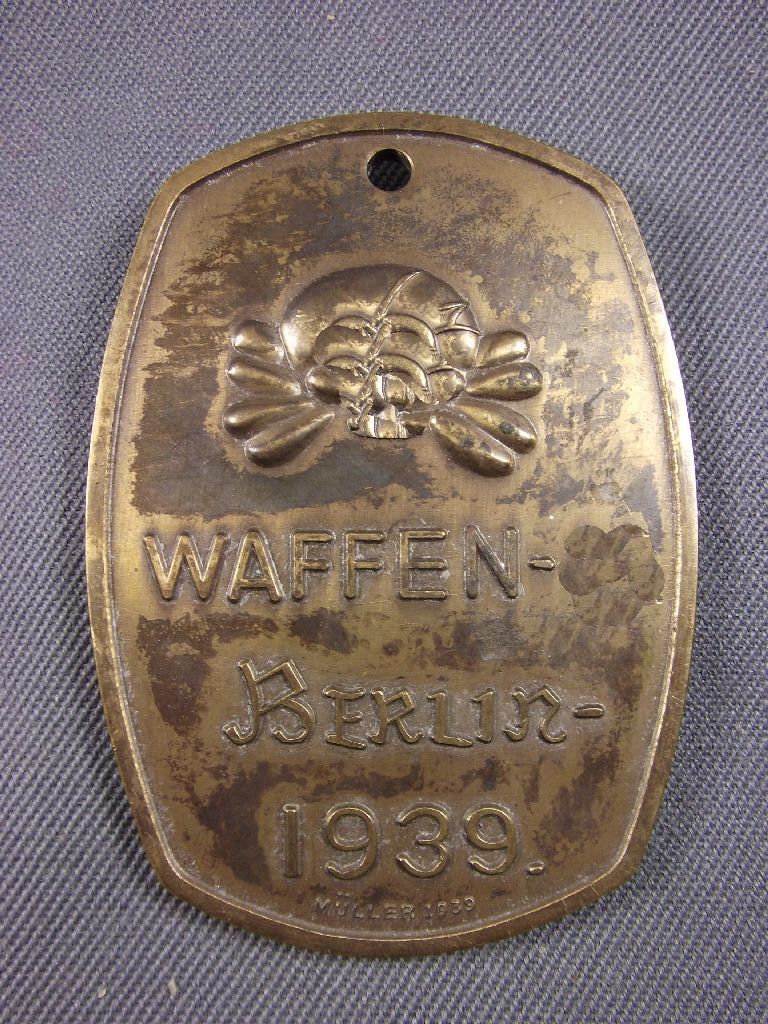 WAFFEN-
BERLIN-
1939.
MÜLLER 1939